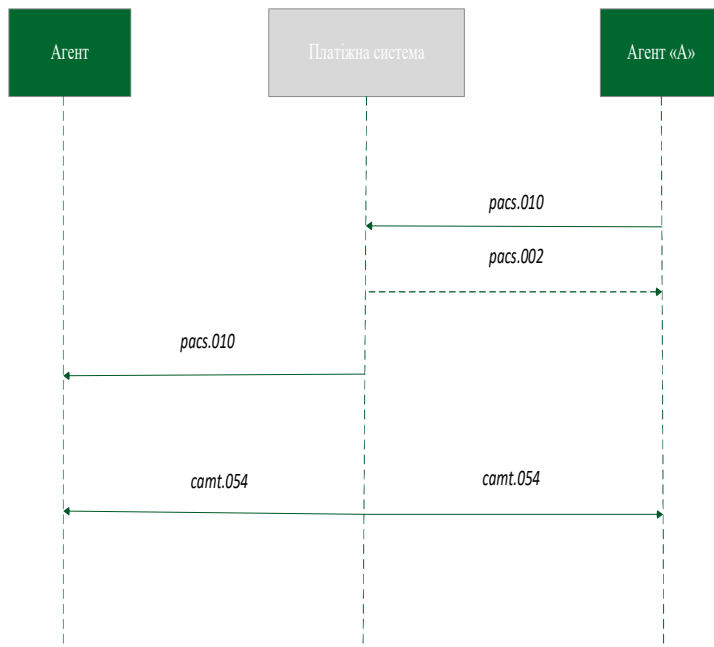 Агент
Платіжна система
Агент «А»
pacs.010
pacs.002
pacs.010
camt.054
camt.054